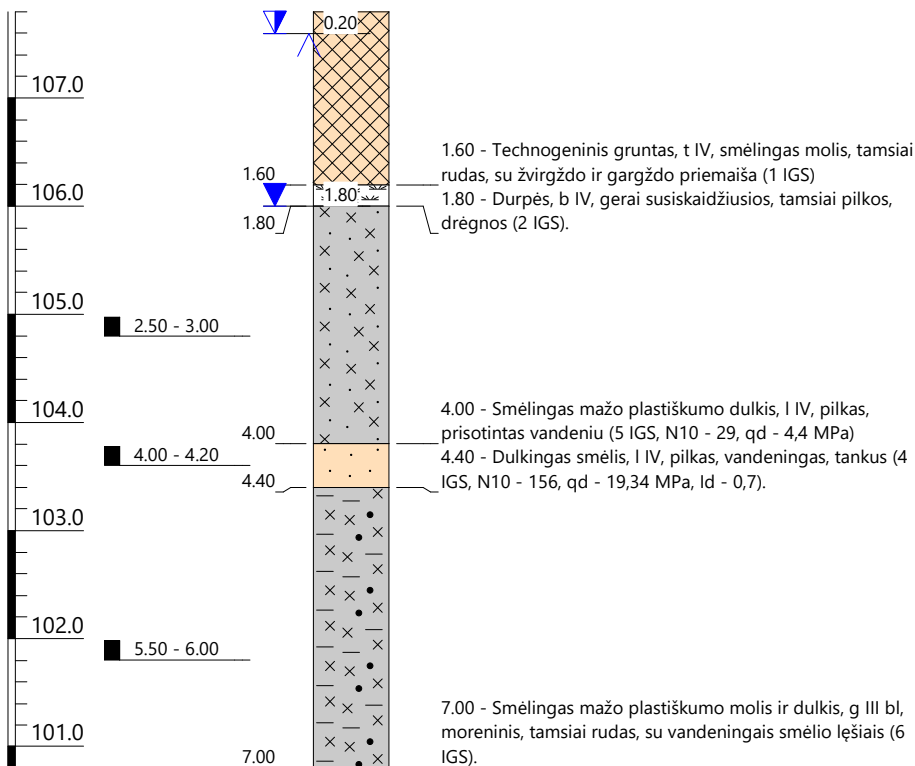 0.20
107.0
1.60 - Technogeninis gruntas, t IV, smėlingas molis, tamsiai
rudas, su žvirgždo ir gargždo priemaiša (1 IGS)
1.60
106.0
1.80
1.80 - Durpės, b IV, gerai susiskaidžiusios, tamsiai pilkos,
drėgnos (2 IGS).
1.80
105.0
2.50 - 3.00
104.0
4.00 - Smėlingas mažo plastiškumo dulkis, l IV, pilkas,
prisotintas vandeniu (5 IGS, N10 - 29, qd - 4,4 MPa)
4.00
4.00 - 4.20
4.40 - Dulkingas smėlis, l IV, pilkas, vandeningas, tankus (4
IGS, N10 - 156, qd - 19,34 MPa, Id - 0,7).
4.40
103.0
102.0
5.50 - 6.00
7.00 - Smėlingas mažo plastiškumo molis ir dulkis, g III bl,
moreninis, tamsiai rudas, su vandeningais smėlio lęšiais (6
IGS).
101.0
7.00